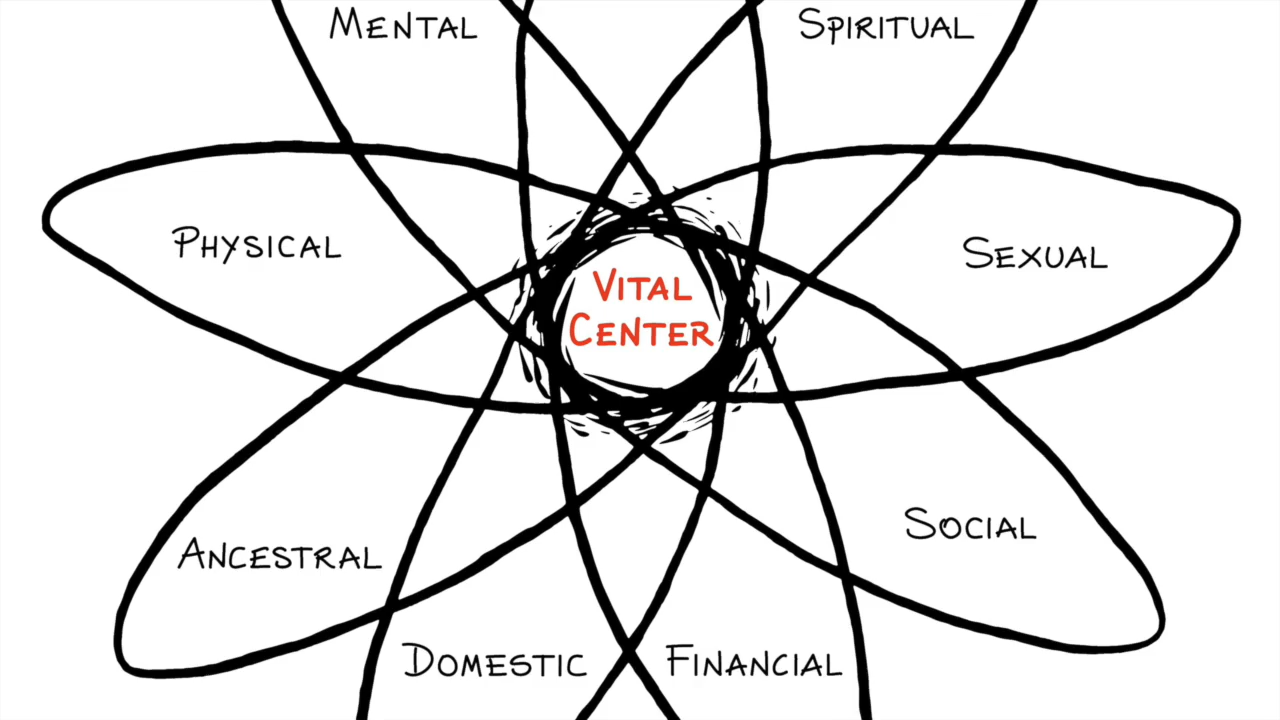 Mental
Spiritual
Physical
Sexual
Vital
Center
Ancestral
Social
Domestic
Financial